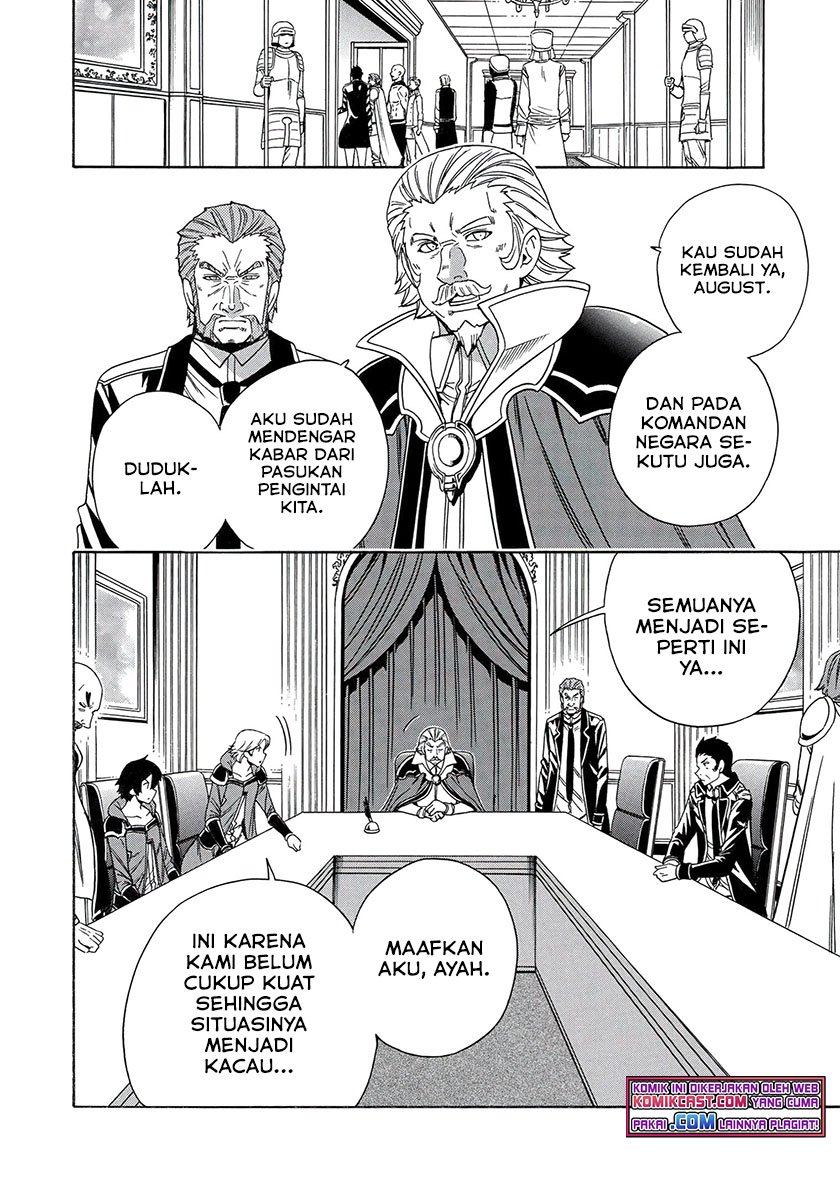 KAU SUDAH
KEMBALI YA,
AUGUST.
DAN PADA
KOMANDAN
NEGARA SE-
KUTU JUGA.
AKU SUDAH
MENDENGAR
KABAR DARI
PASUKAN
PENGINTAI
KITA.
DUDUK-
LAH.
SEMUANYA
MENJADI SE-
PERTI INI
YA...
MAAFKAN
AKU, AYAH.
INI KARENA
KAMI BELUM
CUKUP KUAT
SEHINGGA
SITUASINYA
MENJADI
KACAU...
KOMIK INI DIKERJAKAN OLEH WEB
KOMIKCAST.COM YANG CUMA
PAKAI .COM LAINNYA PLAGIAT!